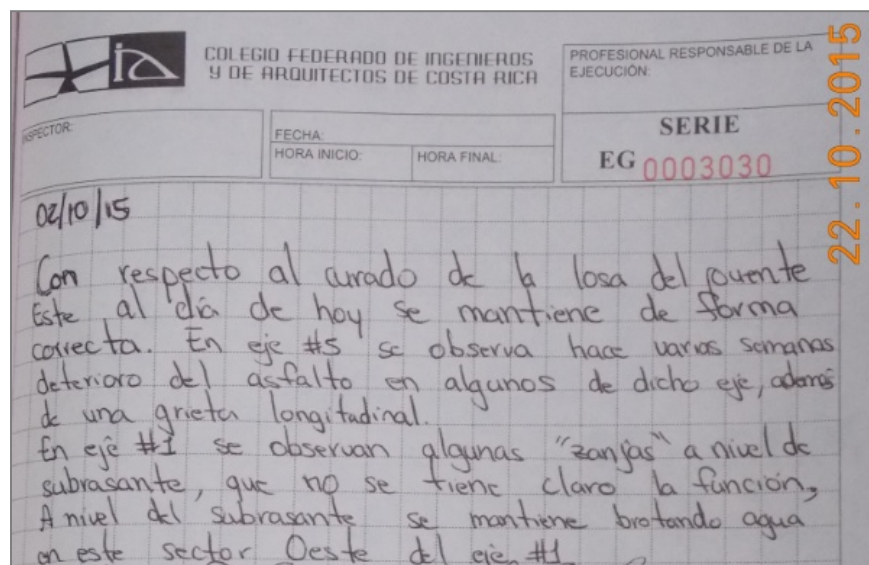 COLEGIO FEDERADO DE INGENIEROS
Y DE ARQUITECTOS DE COSTA RICA
PROFESIONAL RESPONSABLE DE LA
EJECUCIÓN:
INSPECTOR:
FECHA:
HORA INICIO:
HORA FINAL:
SERIE
EG 0003030
22.10.2015
02/10/15
Con respecto al curado de la losa del puente
Este al día de hoy se mantiene de forma
correcta. En eje #5 se observa hace varias semanas
deterioro del asfalto en algunos de dicho eje, además
de una grieta longitudinal.
En eje #1 se observan algunas "zanjas" a nivel de
subrasante, que no se tiene claro la función,
A nivel del subrasante se mantiene brotando agua
en este sector Oeste del eje #1